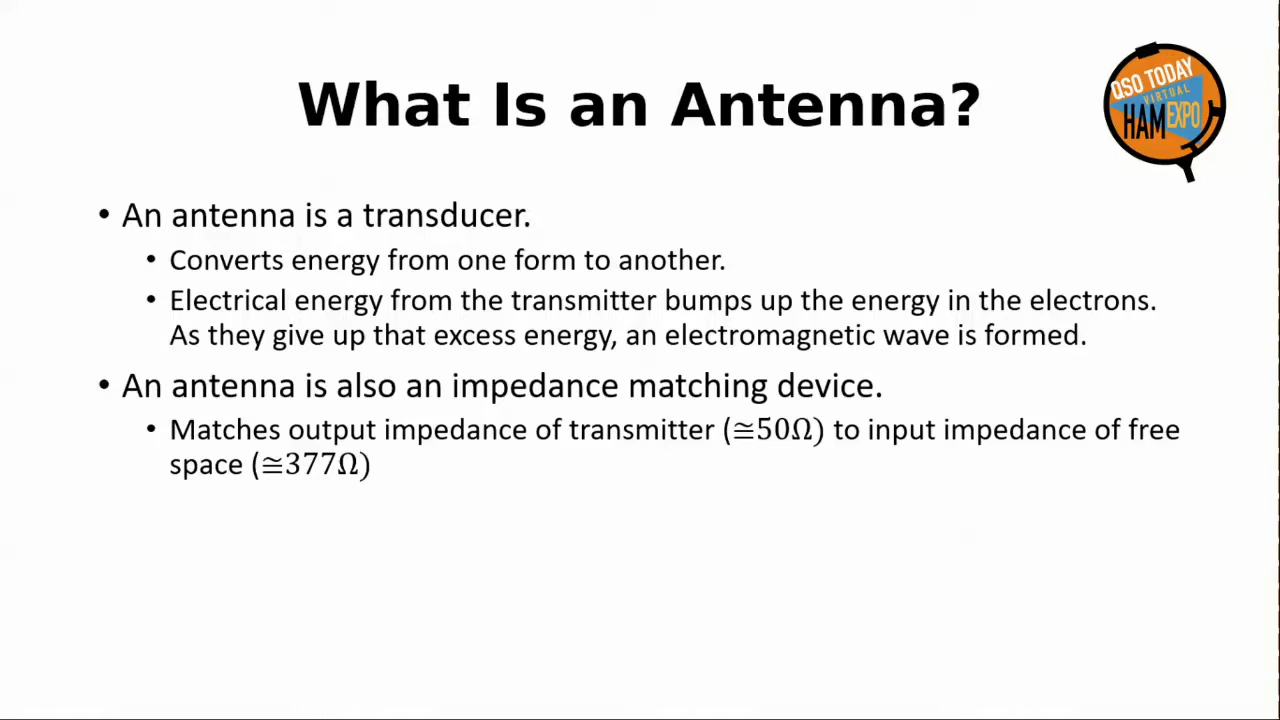 What Is an Antenna?
QSO TODAY
VIRTUAL
HAM EXPO
• An antenna is a transducer.
• Converts energy from one form to another.
• Electrical energy from the transmitter bumps up the energy in the electrons.
As they give up that excess energy, an electromagnetic wave is formed.
• An antenna is also an impedance matching device.
• Matches output impedance of transmitter (≅50Ω) to input impedance of free
space (≅377Ω)